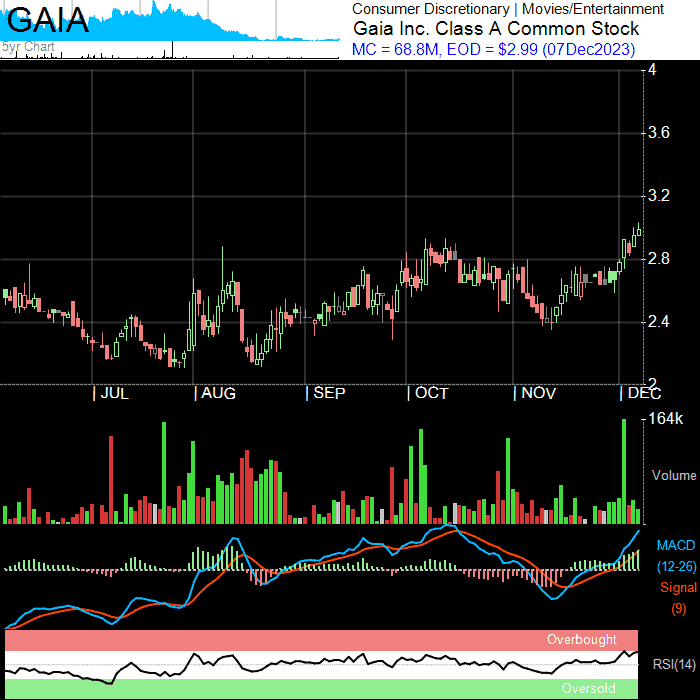 GAIA
Consumer Discretionary | Movies/Entertainment
Gaia Inc. Class A Common Stock
5yr Chart
MC = 68.8M, EOD = $2.99 (07Dec2023)
4
3.6
3.2
2.8
2.4
2
| JUL | AUG | SEP | OCT | NOV | DEC
164k
Volume
MACD
(12-26)
Signal
(9)
Overbought
RSI(14)
Oversold